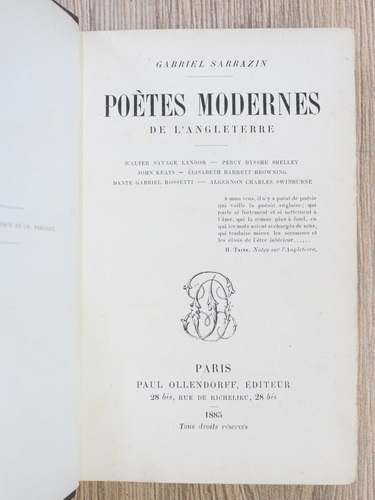 GABRIEL SARRAZIN
POÈTES MODERNES
DE L'ANGLETERRE
WALTER SAVAGE LANDOR — PERCY BYSSHE SHELLEY
JOHN KEATS — ÉLISABETH BARRETT BROWNING
DANTE GABRIEL ROSSETTI — ALGERNON CHARLES SWINBURNE
A mon sens, il n'y a point de poésie
qui vaille la poésie anglaise; qui
parle si fortement et si nettement à
l'âme, qui la remue plus à fond, en
qui les mots soient si chargés de sens,
qui traduise mieux les secousses et
les élans de l'être intérieur......
H. TAINE, Notes sur l'Angleterre.
PARIS
PAUL OLLENDORFF, ÉDITEUR
28 bis, RUE DE RICHELIEU, 28 bis
1885
Tous droits réservés